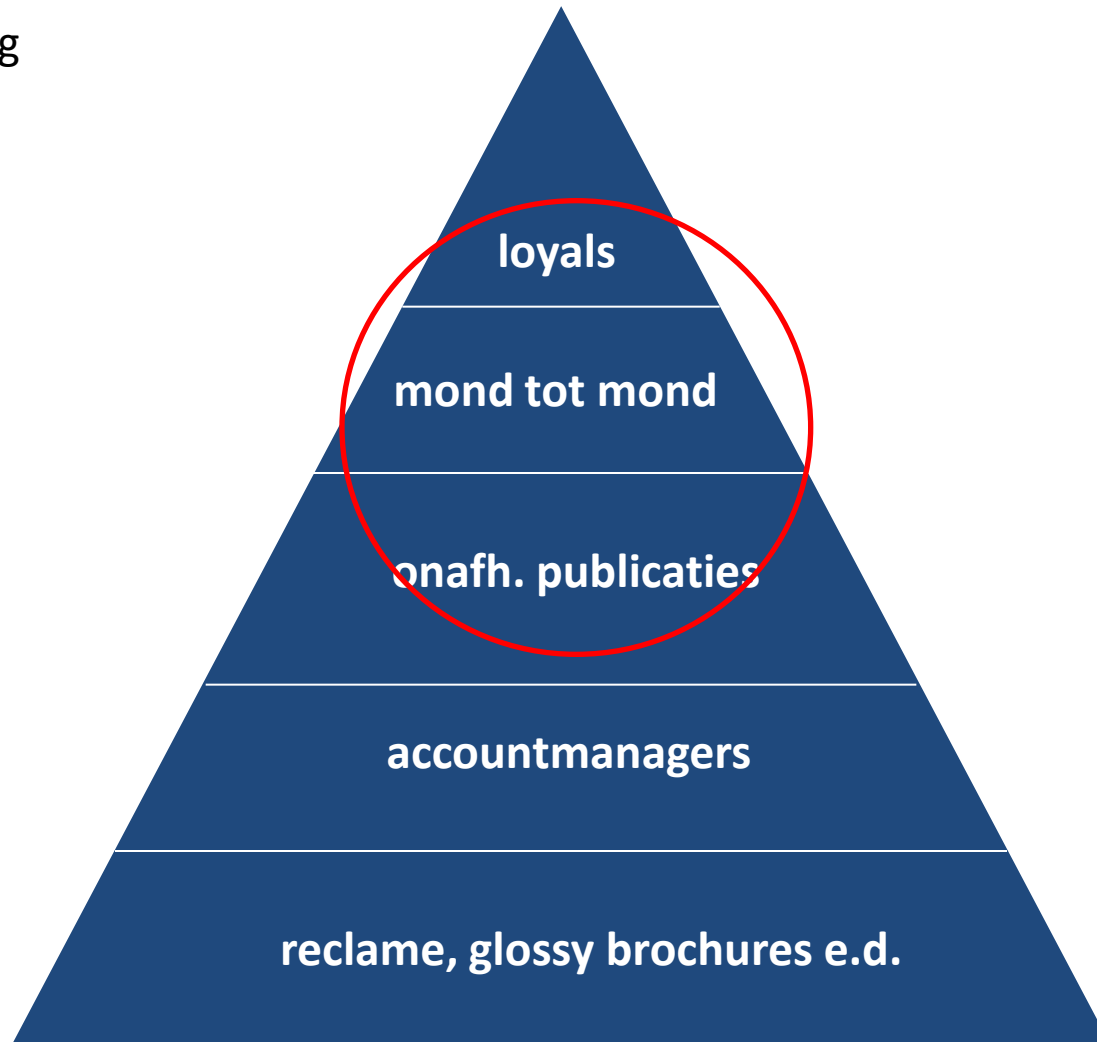 g
loyals
mond tot mond
onafh. publicaties
accountmanagers
reclame, glossy brochures e.d.